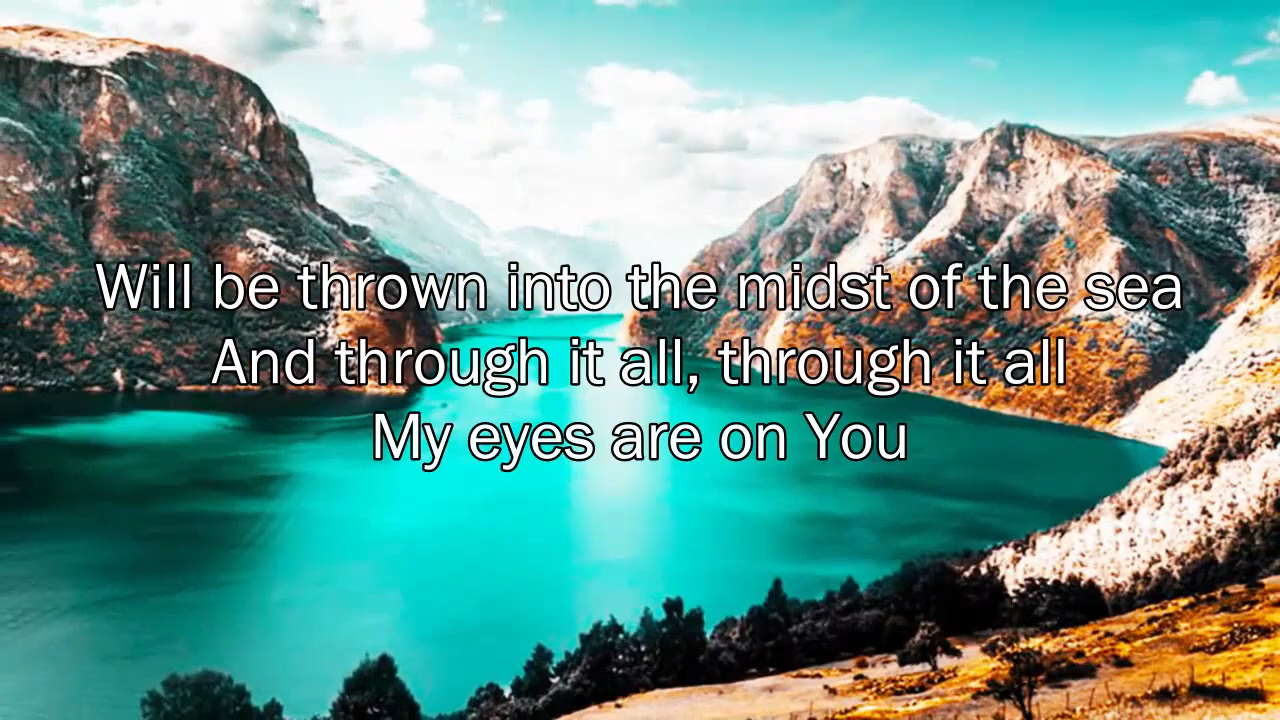 Will be thrown into the midst of the sea
And through it all, through it all
My eyes are on You